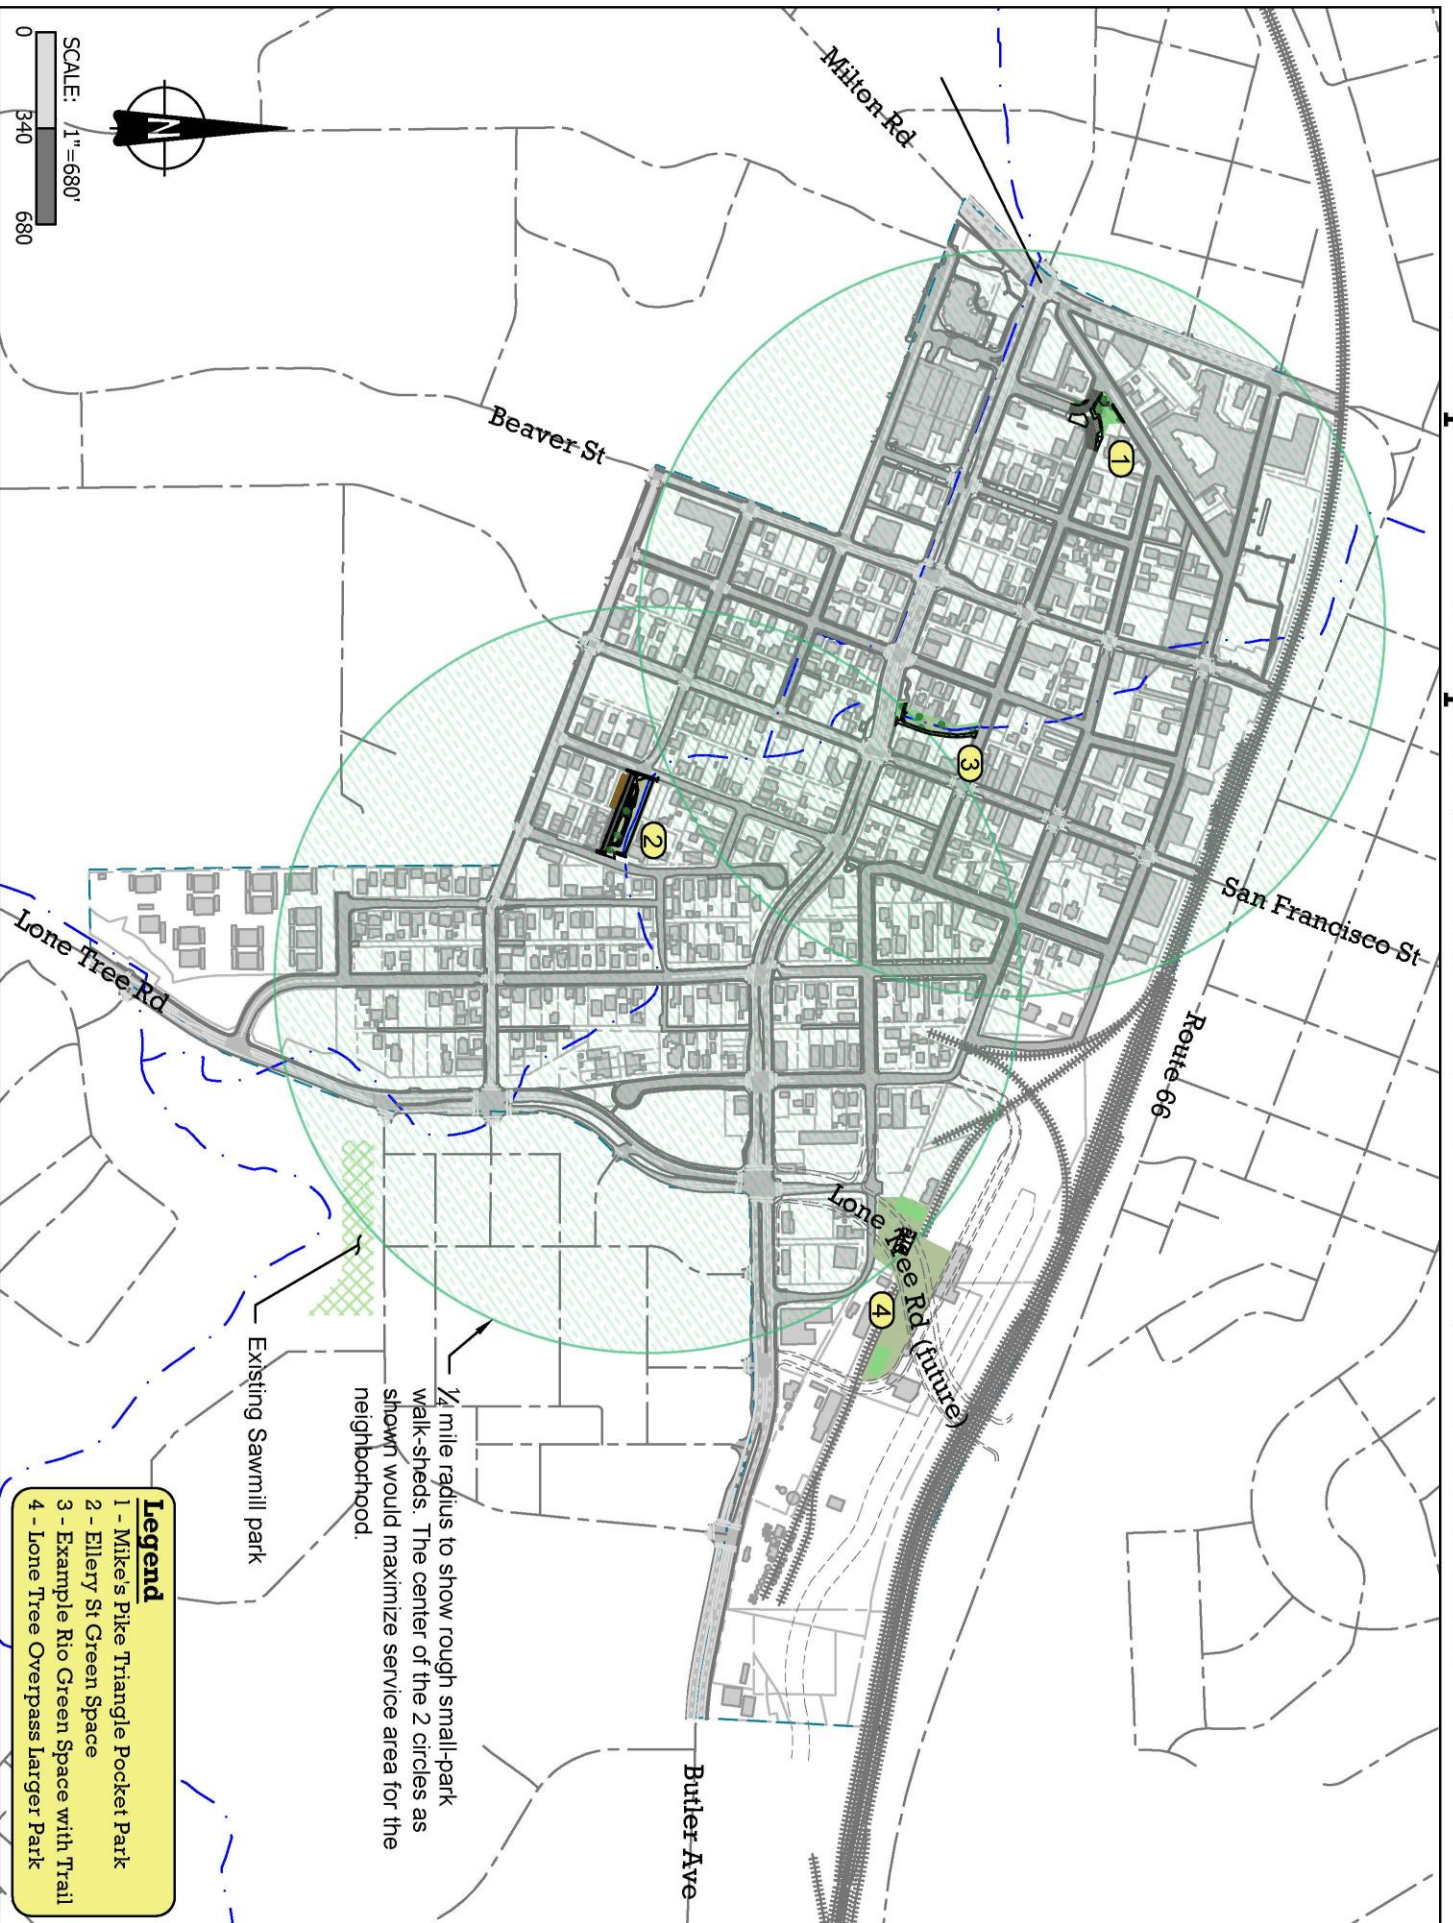 Milton Rd
1
Route 66
San Francisco St
3
Beaver St
2
Lone Tree Rd (future)
4
Lone Tree Rd
Butler Ave
¼ mile radius to show rough small-park
walk-sheds. The center of the 2 circles as
shown would maximize service area for the
neighborhood.
Existing Sawmill park
N
SCALE: 1"=680'
0 340 680
Legend
1 - Mike's Pike Triangle Pocket Park
2 - Ellery St Green Space
3 - Example Rio Green Space with Trail
4 - Lone Tree Overpass Larger Park